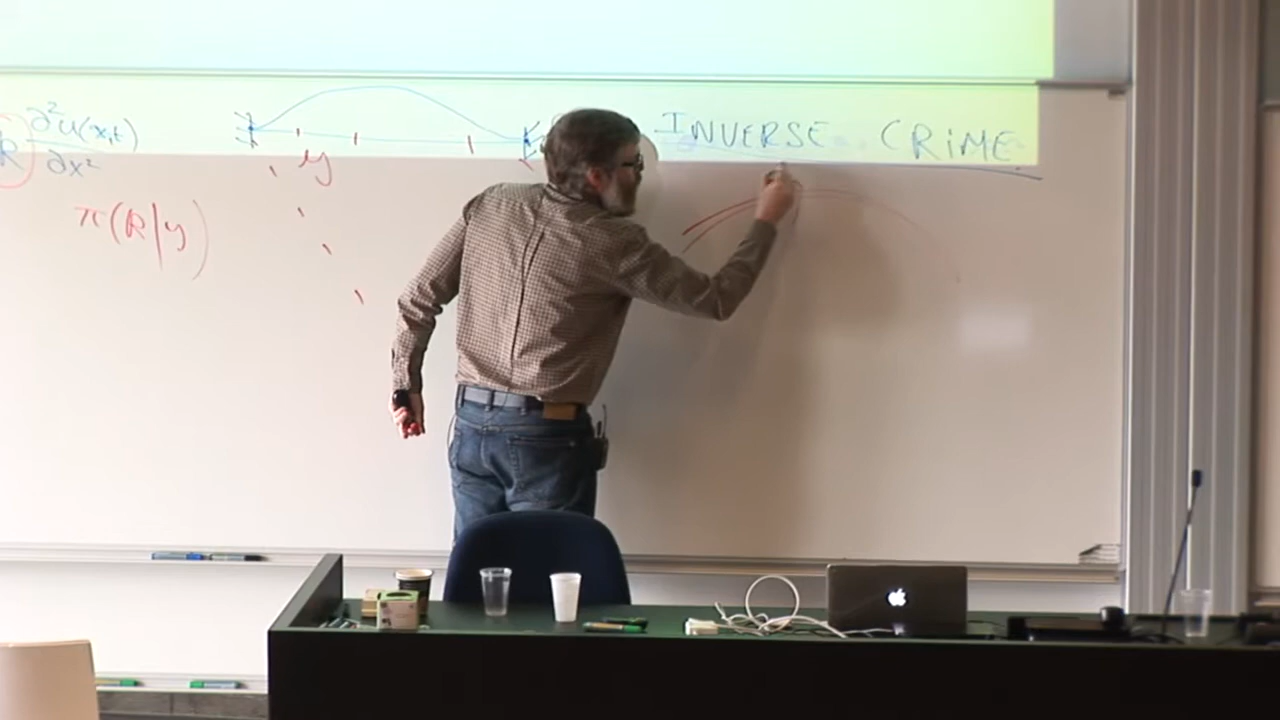 R ∂²u(x,t)/∂x²
y
INVERSE CRIME
π(R|y)